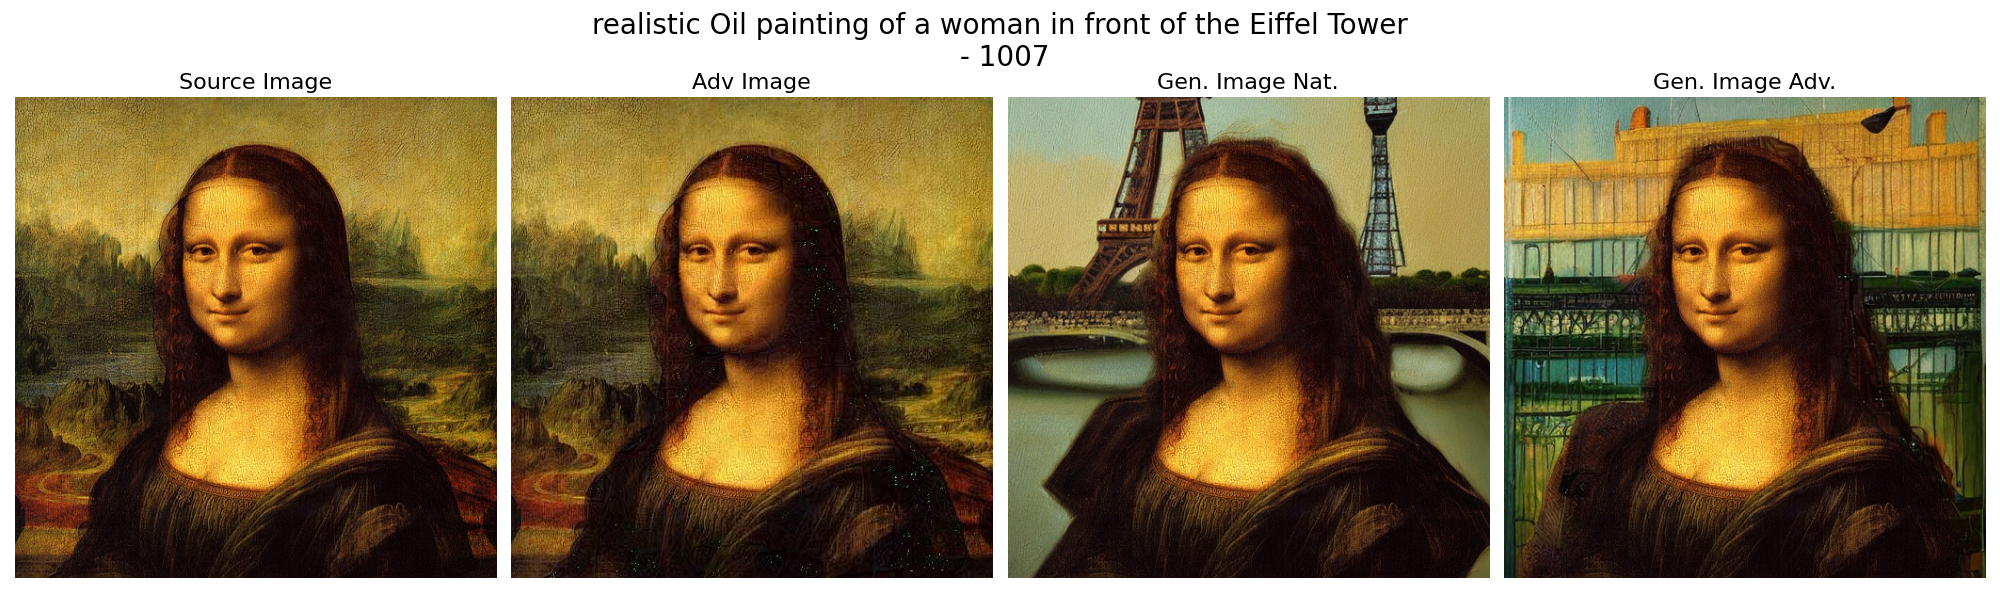 realistic Oil painting of a woman in front of the Eiffel Tower
- 1007
Source Image
Adv Image
Gen. Image Nat.
Gen. Image Adv.